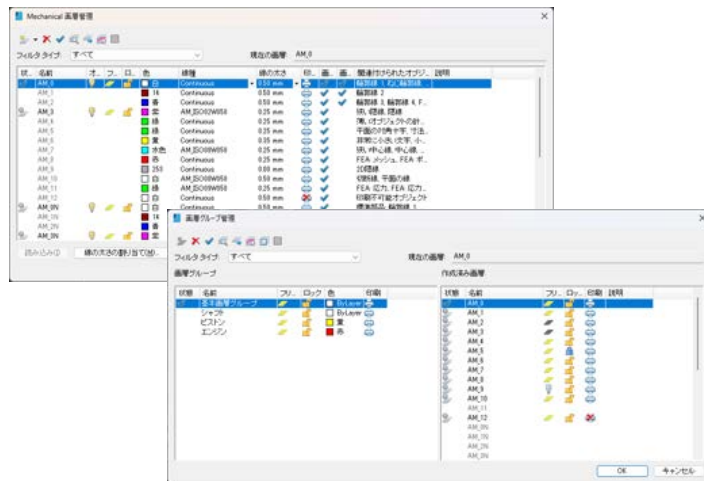 Mechanical 画層管理
フィルタ タイプ: すべて
現在の画層: AM_0
状.. 名前 オ.. フ.. ロ.. 色 線種 線の太さ 印.. 画.. 画.. 関連付けられたオブジ.. 説明
AM_0 白 Continuous 0.50 mm 輪郭線 1, ねじ輪郭線
AM_1 14 Continuous 0.50 mm 輪郭線 2
AM_2 青 Continuous 0.50 mm 輪郭線 3, 輪郭線 4, F..
AM_3 紫 AM_ISO02W050 0.25 mm 隠線
AM_4 緑 Continuous 0.25 mm
AM_5 緑 Continuous 0.25 mm
AM_6 黄 Continuous 0.35 mm 非常に小さい文字, 小..
AM_7 水色 AM_ISO08W050 0.25 mm 中心線
AM_8 赤 Continuous 0.25 mm FEA メッシュ, FEA ボ..
AM_9 253 Continuous 0.00 mm 2D隠線
AM_10 白 AM_ISO08W050 0.50 mm 切断線, 平面の線
AM_11 緑 AM_ISO09W050 0.25 mm FEA 応力, FEA 応力..
AM_12 白 Continuous 0.50 mm 印刷不可能オブジェクト
AM_0N 白 Continuous 0.50 mm 標準部品, 輪郭線 1
AM_1N 14
AM_2N 青
AM_3N 紫
読み込み(I) 線の太さの割り当て(M)..
画層グループ管理
フィルタ タイプ: すべて
現在の画層: AM_0
画層グループ
作成済み画層
状態 名前 フリ.. ロック 色 印刷
基本画層グループ ByLayer
シャフト ByLayer
ピストン 黄
エンジン 赤
状態 名前 フリ.. ロッ.. 印刷 説明
AM_0
AM_1
AM_2
AM_3
AM_4
AM_5
AM_6
AM_7
AM_8
AM_9
AM_10
AM_11
AM_12
AM_0N
AM_1N
AM_2N
AM_3N
OK キャンセル